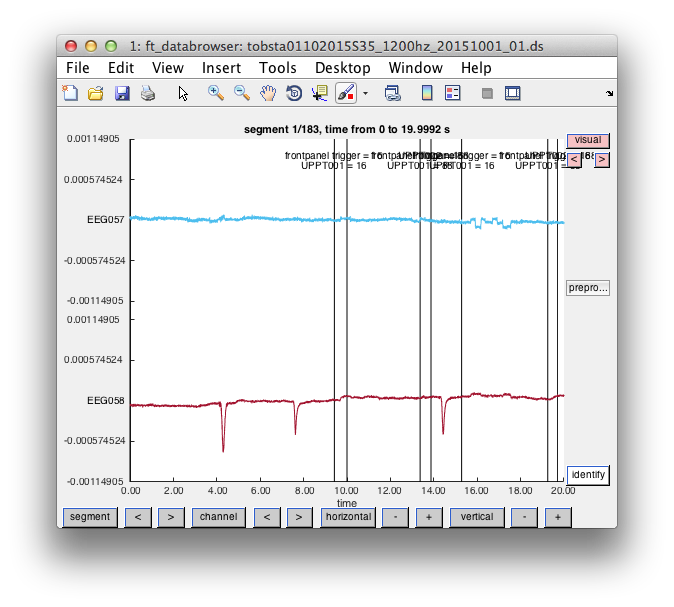 1: ft_databrowser: tobsta01102015S35_1200hz_20151001_01.ds
File Edit View Insert Tools Desktop Window Help
segment 1/183, time from 0 to 19.9992 s
0.00114905
visual
frontpanel trigger = 16
trigger = 16
UPPT001 = 16
UPPT001 = 16
< >
0.000574524
EEG057
-0.000574524
prepro...
-0.00114905
0.00114905
0.000574524
EEG058
-0.000574524
identify
-0.00114905
0.00 2.00 4.00 6.00 8.00 10.00 12.00 14.00 16.00 18.00 20.00
time
segment < > channel < > horizontal - + vertical - +